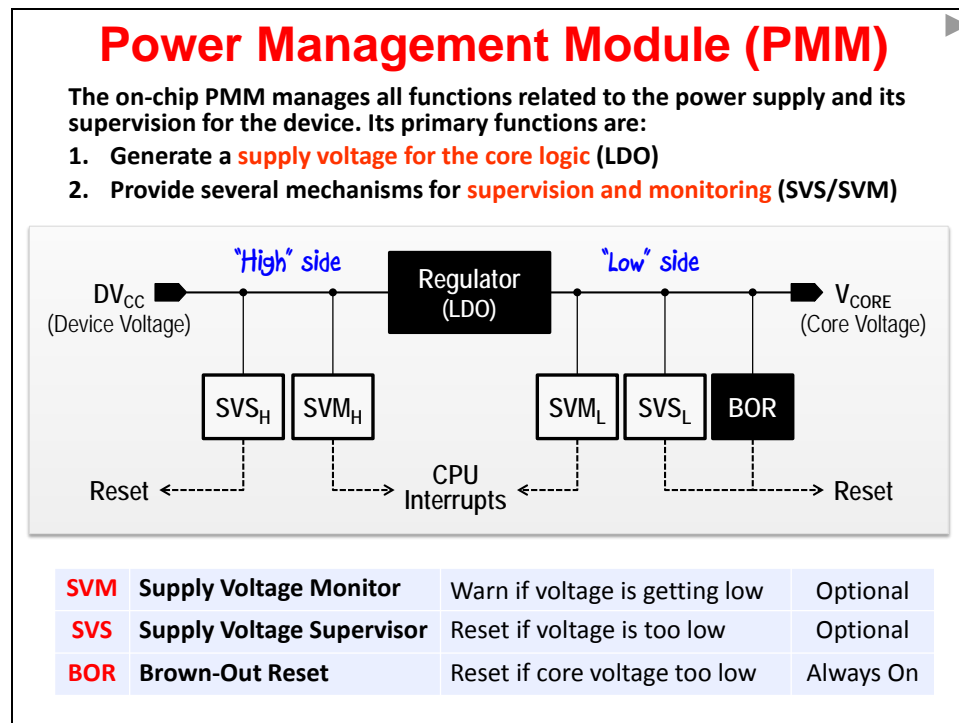 Power Management Module (PMM)
The on-chip PMM manages all functions related to the power supply and its
supervision for the device. Its primary functions are:
1. Generate a supply voltage for the core logic (LDO)
2. Provide several mechanisms for supervision and monitoring (SVS/SVM)
"High" side
Regulator
(LDO)
"Low" side
DVCC
(Device Voltage)
VCORE
(Core Voltage)
SVSH
SVMH
SVML
SVSL
BOR
Reset
CPU
Interrupts
Reset
SVM Supply Voltage Monitor Warn if voltage is getting low Optional
SVS Supply Voltage Supervisor Reset if voltage is too low Optional
BOR Brown-Out Reset Reset if core voltage too low Always On